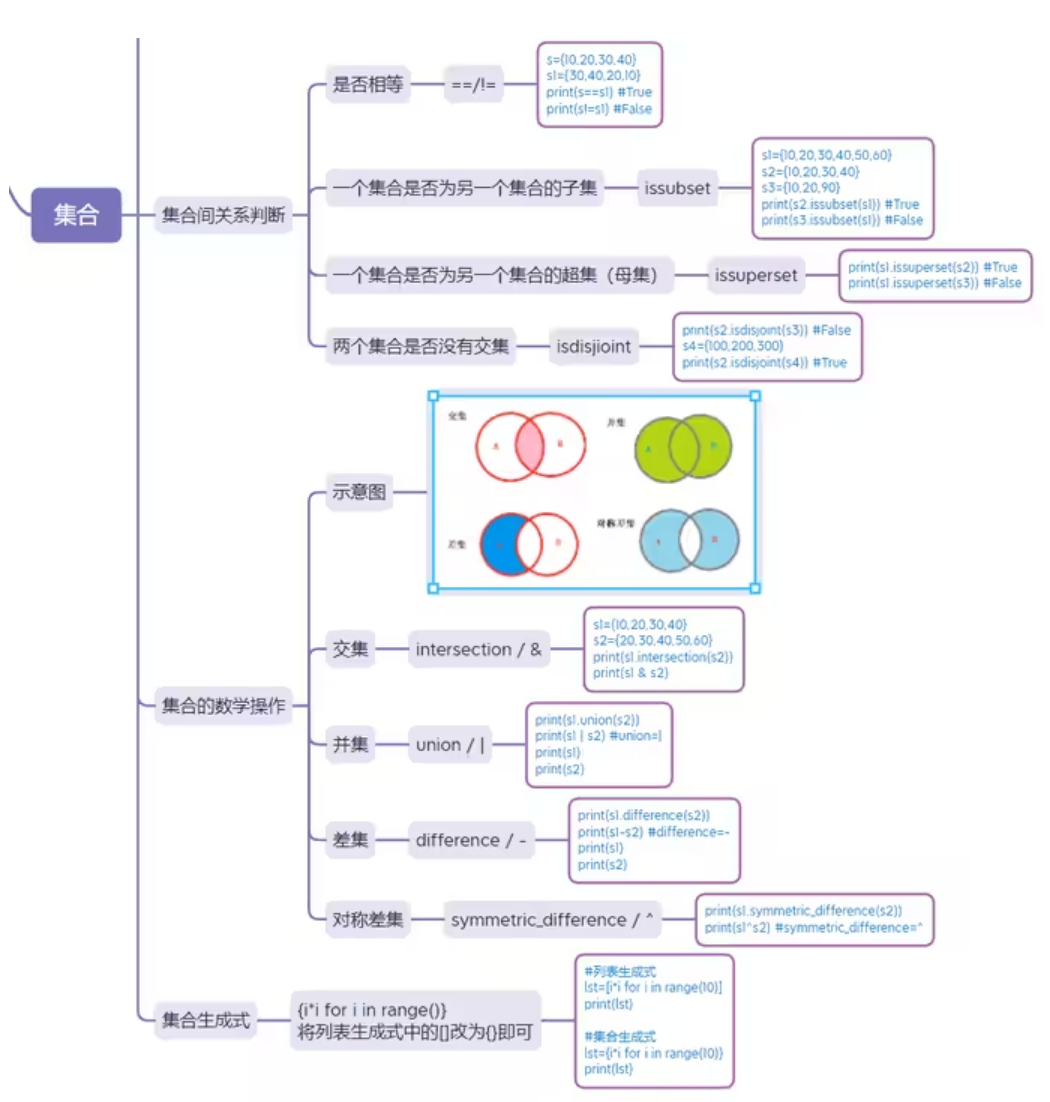 集合
集合间关系判断
是否相等
==/!=
s={10,20,30,40}
s1={30,40,20,10}
print(s==s1) #True
print(s!=s1) #False
一个集合是否为另一个集合的子集
issubset
s1={10,20,30,40,50,60}
s2={10,20,30,40}
s3={10,20,90}
print(s2.issubset(s1)) #True
print(s3.issubset(s1)) #False
一个集合是否为另一个集合的超集（母集）
issuperset
print(s1.issuperset(s2)) #True
print(s1.issuperset(s3)) #False
两个集合是否没有交集
isdisjioint
print(s2.isdisjoint(s3)) #False
s4={100,200,300}
print(s2.isdisjoint(s4)) #True
集合的数学操作
示意图
交集
A
B
并集
A
B
差集
B
对称差集
A
B
交集
intersection / &
s1={10,20,30,40}
s2={20,30,40,50,60}
print(s1.intersection(s2))
print(s1 & s2)
并集
union / |
print(s1.union(s2))
print(s1 | s2) #union=|
print(s1)
print(s2)
差集
difference / -
print(s1.difference(s2))
print(s1-s2) #difference=-
print(s1)
print(s2)
对称差集
symmetric_difference / ^
print(s1.symmetric_difference(s2))
print(s1^s2) #symmetric_difference=^
集合生成式
{i*i for i in range()}
将列表生成式中的[]改为{}即可
#列表生成式
lst=[i*i for i in range(10)]
print(lst)
#集合生成式
lst={i*i for i in range(10)}
print(lst)